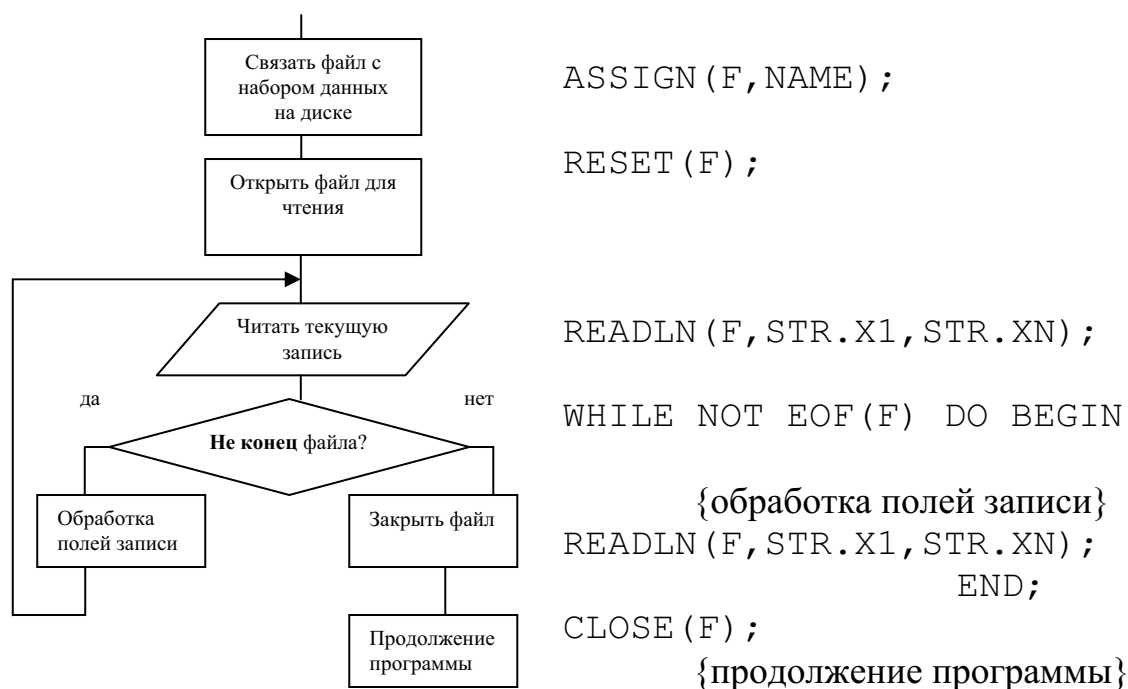 Связать файл с
набором данных
на диске
ASSIGN(F,NAME);
Открыть файл для
чтения
RESET(F);
Читать текущую
запись
READLN(F,STR.X1,STR.XN);
да
нет
WHILE NOT EOF(F) DO BEGIN
Не конец файла?
Обработка
полей записи
Закрыть файл
{обработка полей записи}
READLN(F,STR.X1,STR.XN);
END;
CLOSE(F);
Продолжение
программы
{продолжение программы}